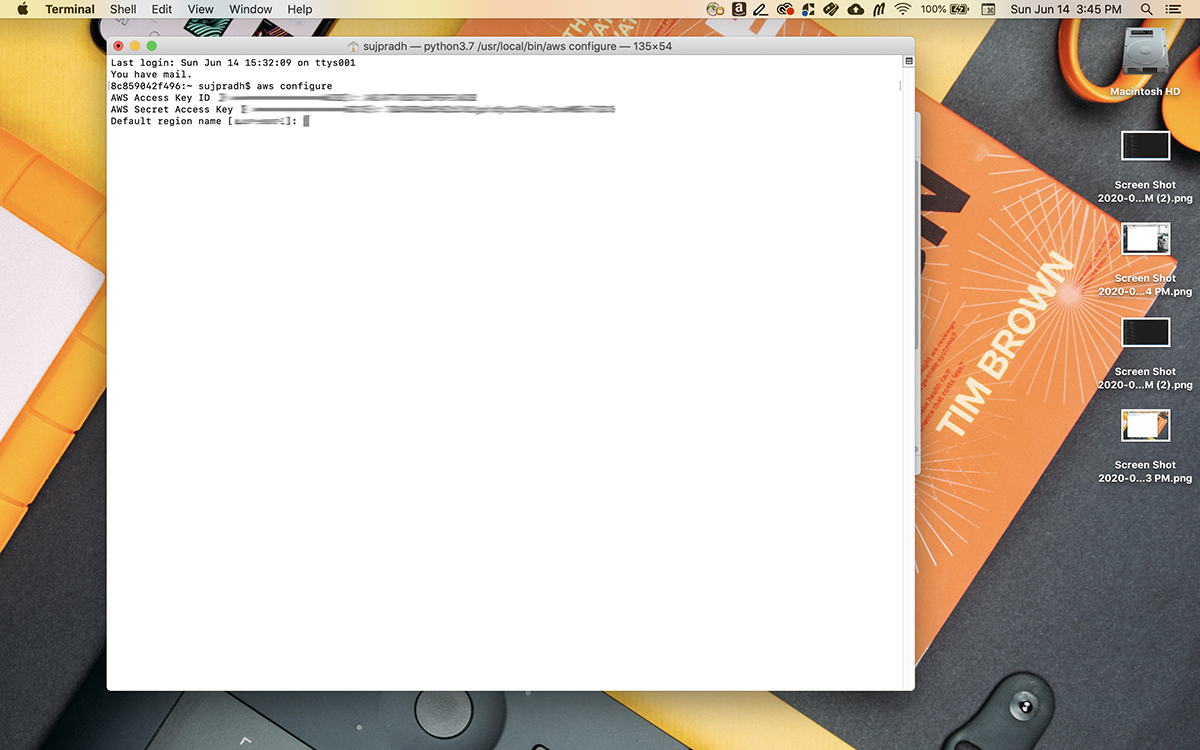 Terminal Shell Edit View Window Help 100% Sun Jun 14 3:45 PM
sujpradh — python3.7 /usr/local/bin/aws configure — 135×54
Last login: Sun Jun 14 15:32:09 on ttys001
You have mail.
[8c859042f496:~ sujpradh$ aws configure ]
AWS Access Key ID
AWS Secret Access Key
Default region name [ ]:
Macintosh HD
Screen Shot
2020-0...M (2).png
Screen Shot
2020-0...4 PM.png
Screen Shot
2020-0...M (2).png
Screen Shot
2020-0...3 PM.png
TIM BROWN